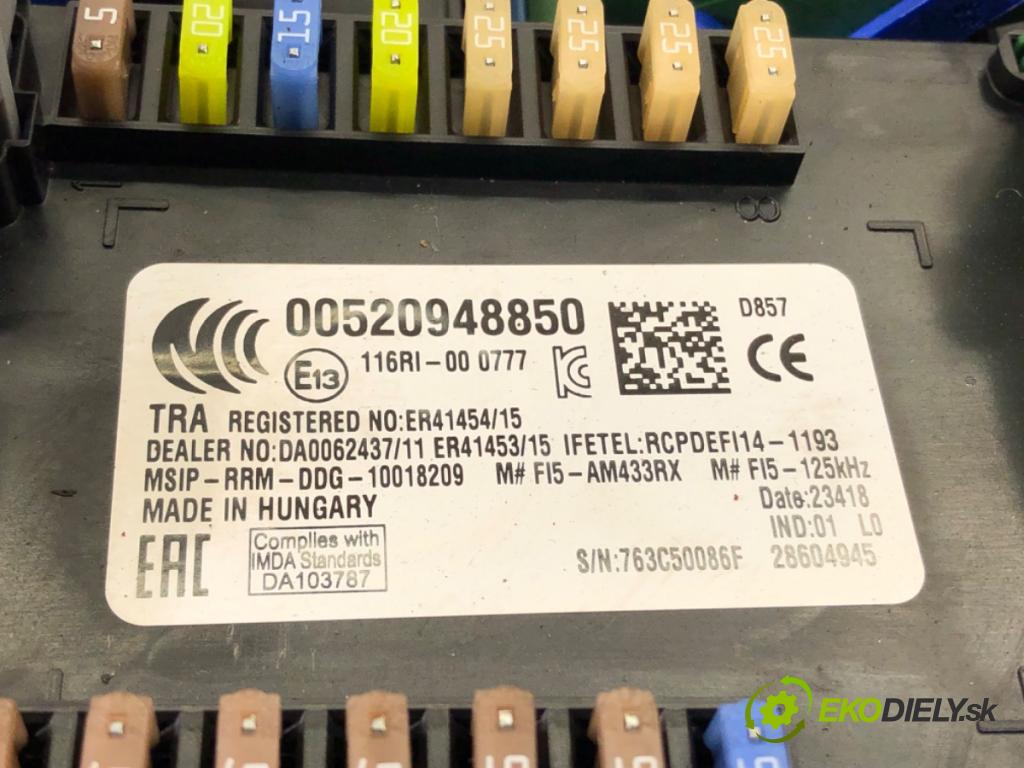 5 20 15 20 25 25 25 25
8
00520948850
D857
E13 116RI-00 0777
CE
TRA REGISTERED NO:ER41454/15
DEALER NO:DA0062437/11 ER41453/15 IFETEL:RCPDEFI14-1193
MSIP-RRM-DDG-10018209 M# FI5-AM433RX M# FI5-125kHz
MADE IN HUNGARY
Date:23418
IND:01 L0
EAC
Complies with
IMDA Standards
DA103787
S/N:763C50086F 28604945
EKODIELY.sk